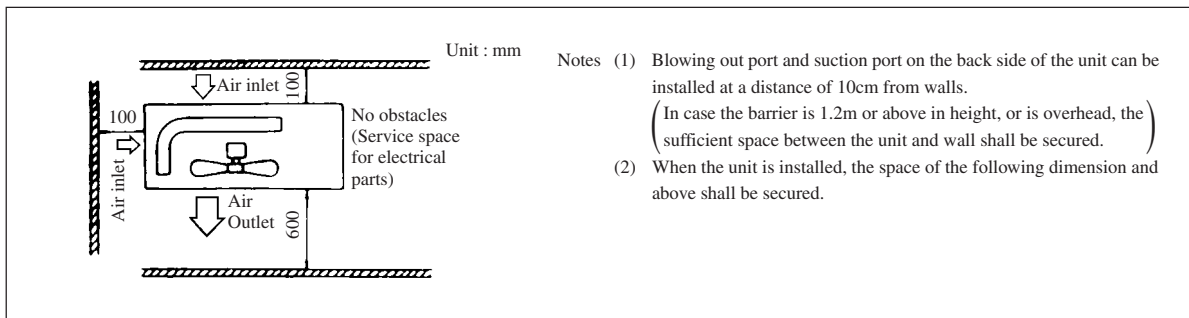 Unit : mm
Air inlet
100
100
Air inlet
No obstacles
(Service space
for electrical
parts)
Air
Outlet
600
Notes (1) Blowing out port and suction port on the back side of the unit can be
installed at a distance of 10cm from walls.
(In case the barrier is 1.2m or above in height, or is overhead, the
sufficient space between the unit and wall shall be secured.)
(2) When the unit is installed, the space of the following dimension and
above shall be secured.